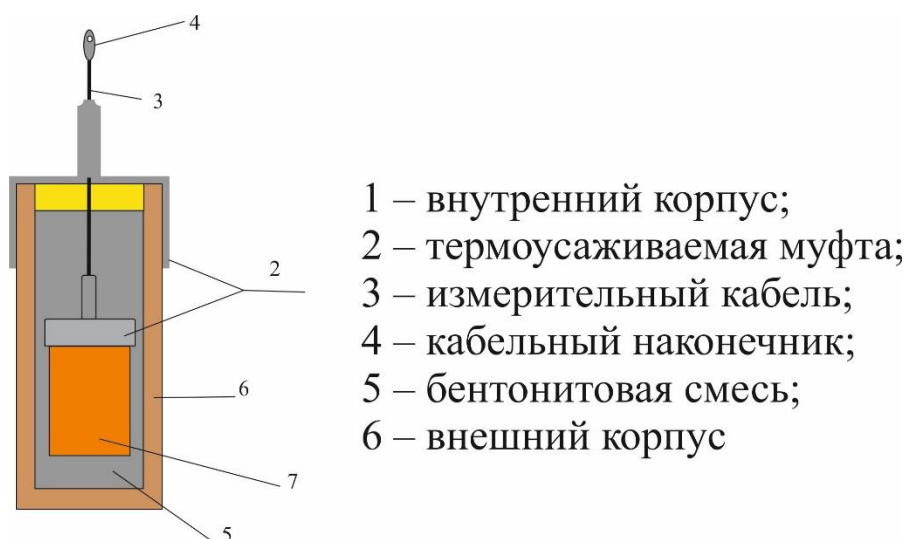 4
3
2
6
7
5
1 – внутренний корпус;
2 – термоусаживаемая муфта;
3 – измерительный кабель;
4 – кабельный наконечник;
5 – бентонитовая смесь;
6 – внешний корпус